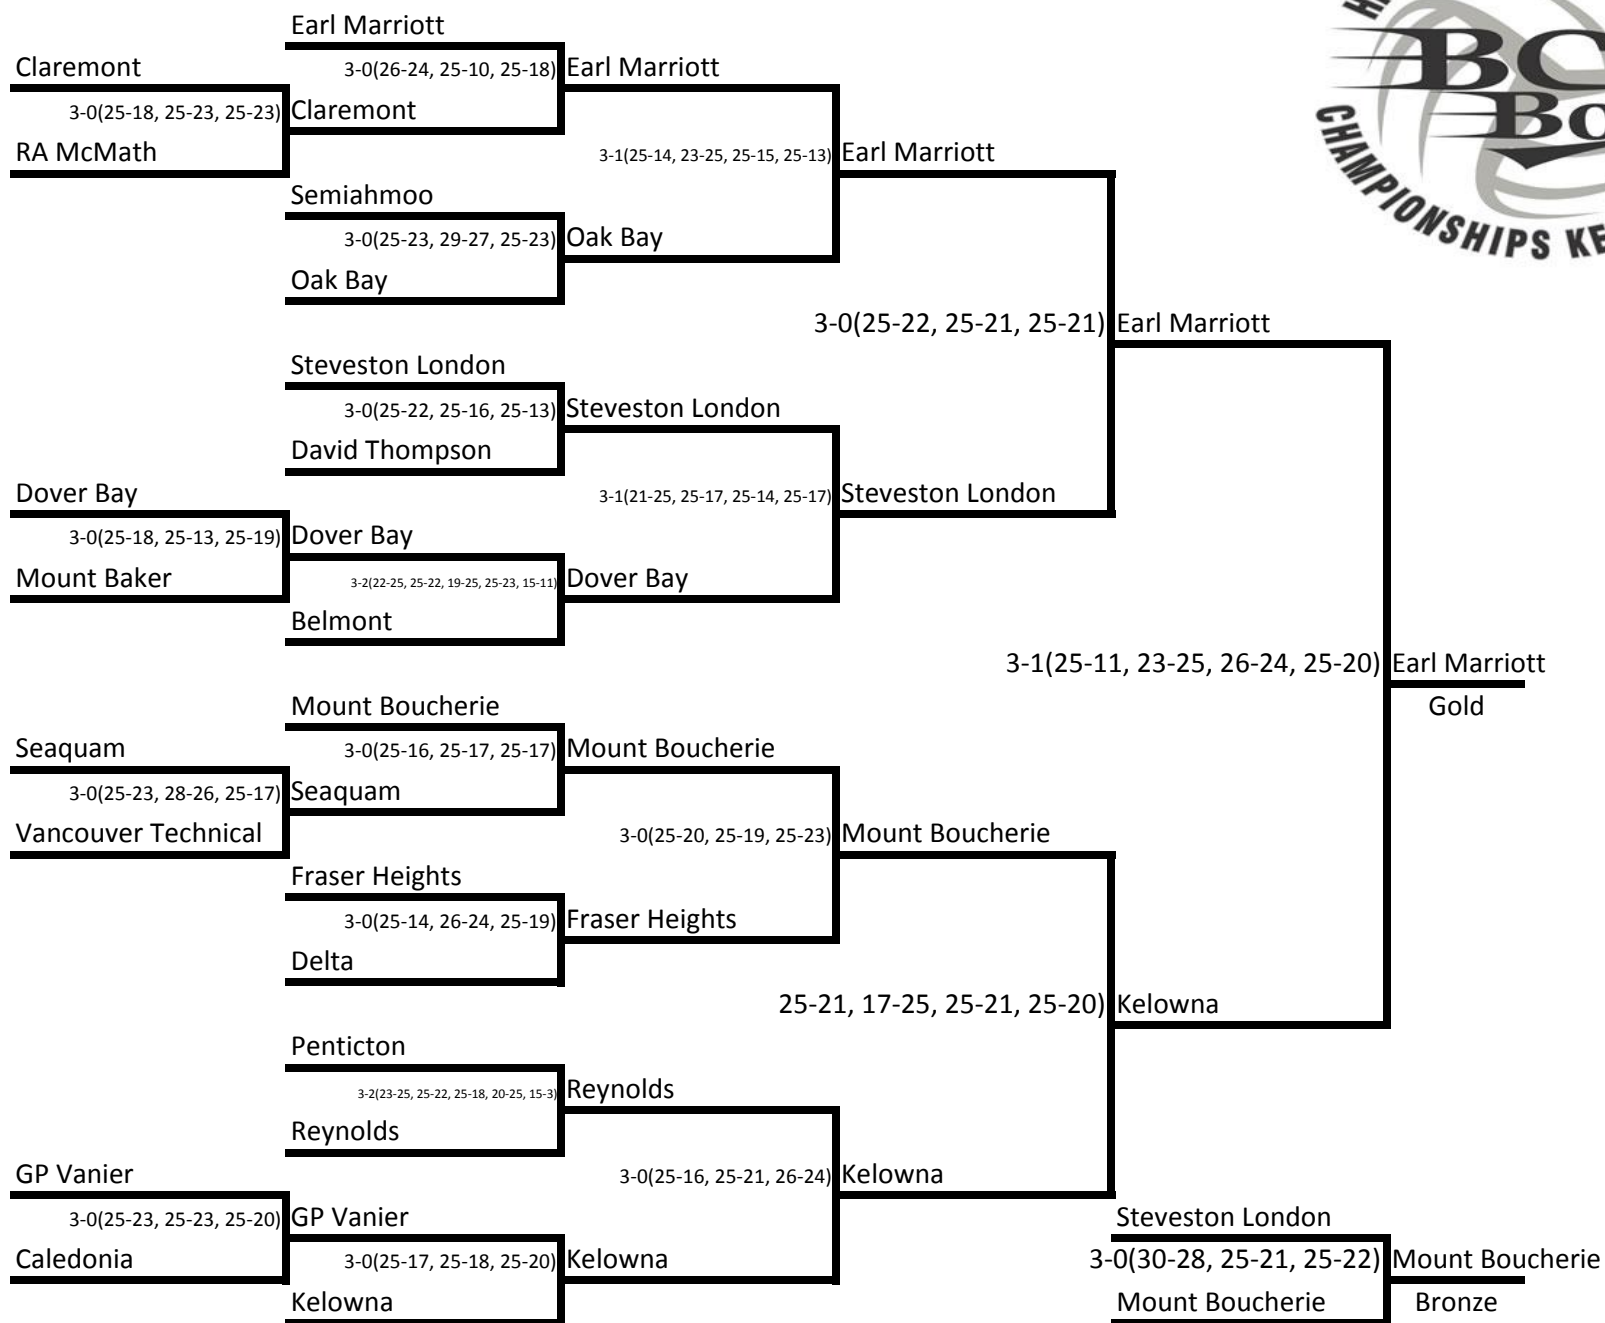 Earl Marriott
Claremont
3-0(26-24, 25-10, 25-18)
Earl Marriott
3-0(25-18, 25-23, 25-23)
Claremont
RA McMath
3-1(25-14, 23-25, 25-15, 25-13)
Earl Marriott
Semiahmoo
3-0(25-23, 29-27, 25-23)
Oak Bay
Oak Bay
3-0(25-22, 25-21, 25-21)
Earl Marriott
Steveston London
3-0(25-22, 25-16, 25-13)
Steveston London
David Thompson
Dover Bay
3-1(21-25, 25-17, 25-14, 25-17)
Steveston London
3-0(25-18, 25-13, 25-19)
Dover Bay
Mount Baker
3-2(22-25, 25-22, 19-25, 25-23, 15-11)
Dover Bay
Belmont
3-1(25-11, 23-25, 26-24, 25-20)
Earl Marriott
Gold
Mount Boucherie
Seaquam
3-0(25-16, 25-17, 25-17)
Mount Boucherie
3-0(25-23, 28-26, 25-17)
Seaquam
Vancouver Technical
3-0(25-20, 25-19, 25-23)
Mount Boucherie
Fraser Heights
3-0(25-14, 26-24, 25-19)
Fraser Heights
Delta
25-21, 17-25, 25-21, 25-20)
Kelowna
Penticton
3-2(23-25, 25-22, 25-18, 20-25, 15-3)
Reynolds
Reynolds
GP Vanier
3-0(25-16, 25-21, 26-24)
Kelowna
3-0(25-23, 25-23, 25-20)
GP Vanier
Steveston London
Caledonia
3-0(25-17, 25-18, 25-20)
Kelowna
3-0(30-28, 25-21, 25-22)
Mount Boucherie
Kelowna
Mount Boucherie
Bronze
BC
CHAMPIONSHIPS